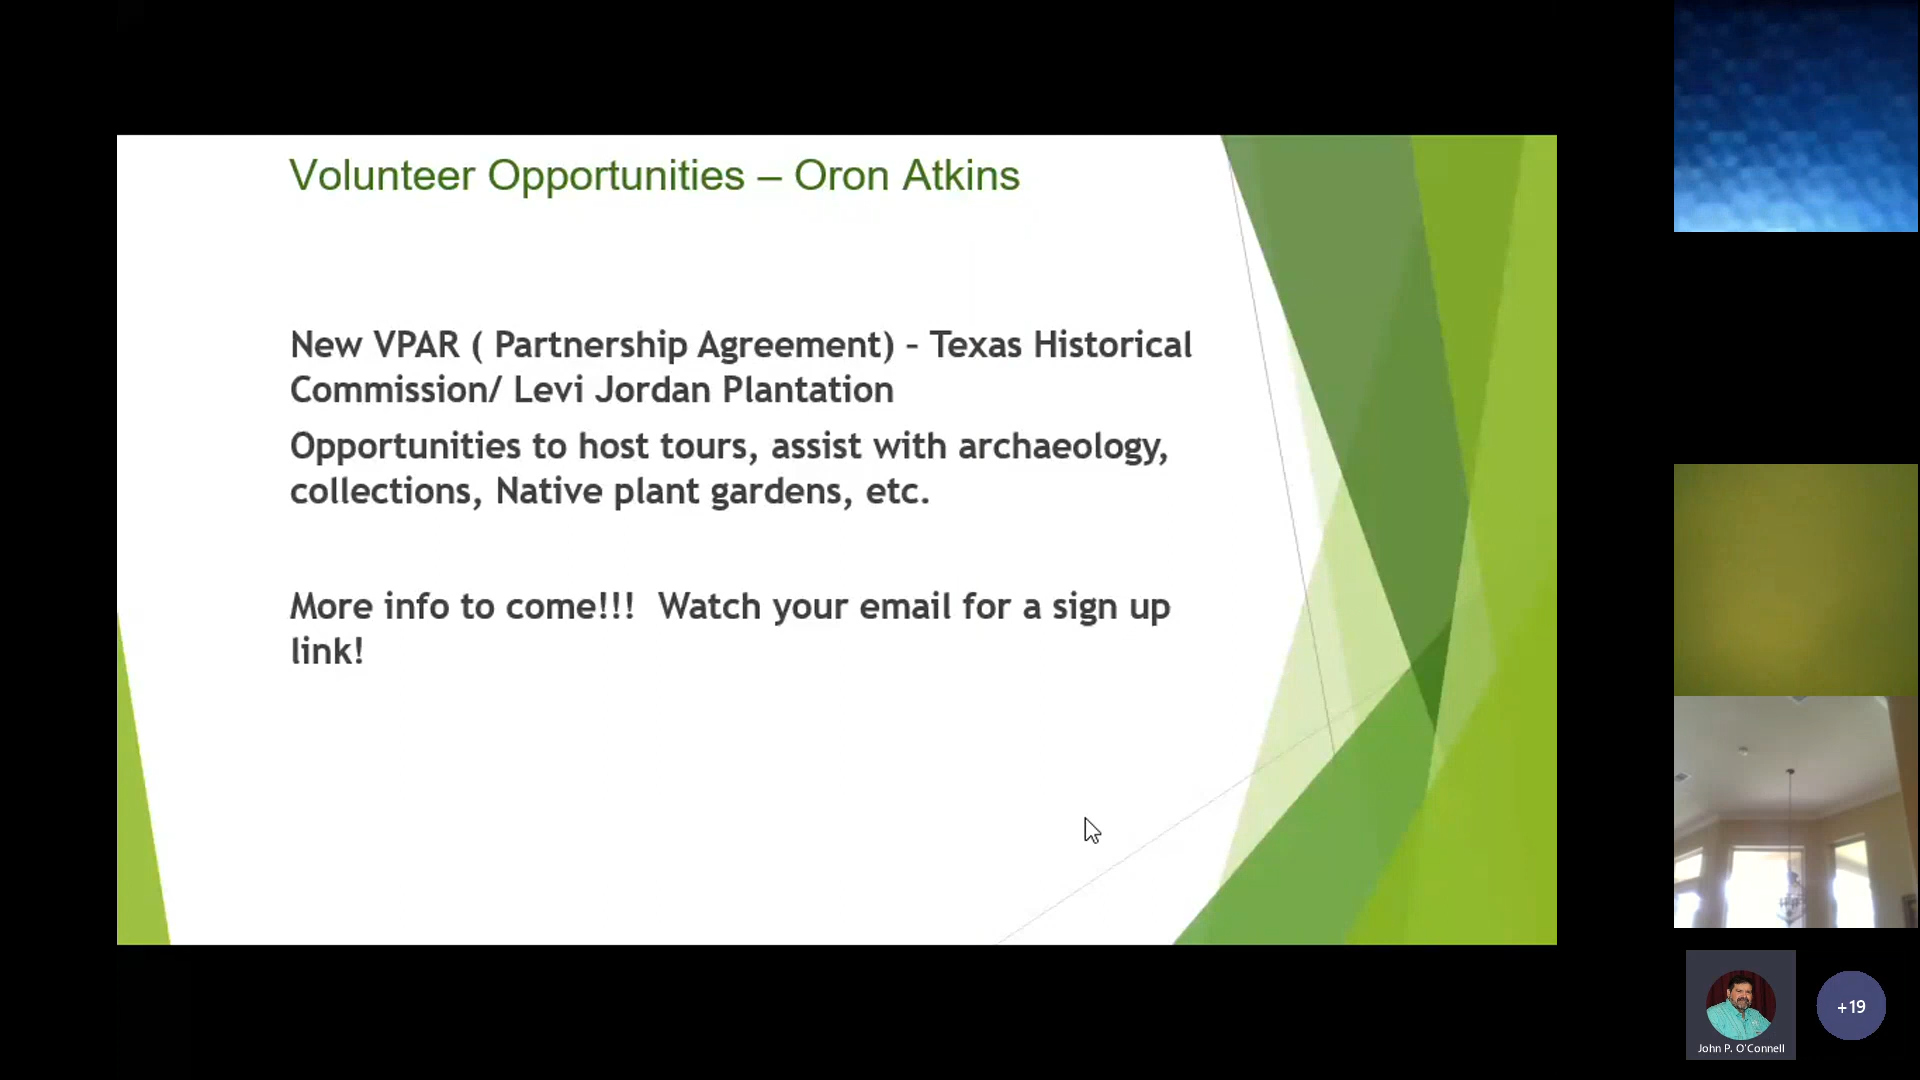 Volunteer Opportunities – Oron Atkins
New VPAR ( Partnership Agreement) – Texas Historical
Commission/ Levi Jordan Plantation
Opportunities to host tours, assist with archaeology,
collections, Native plant gardens, etc.
More info to come!!!  Watch your email for a sign up
link!
John P. O'Connell
+19